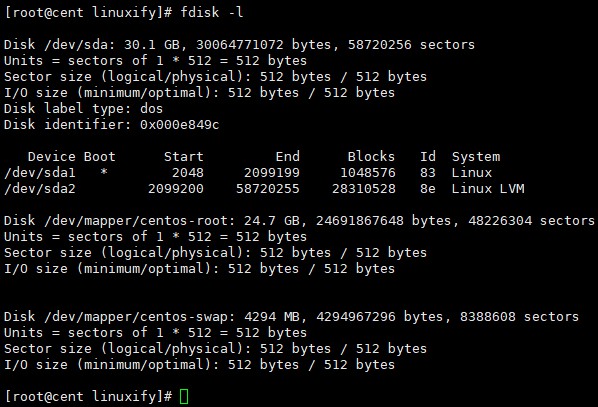 [root@cent linuxify]# fdisk -l
Disk /dev/sda: 30.1 GB, 30064771072 bytes, 58720256 sectors
Units = sectors of 1 * 512 = 512 bytes
Sector size (logical/physical): 512 bytes / 512 bytes
I/O size (minimum/optimal): 512 bytes / 512 bytes
Disk label type: dos
Disk identifier: 0x000e849c
   Device Boot      Start         End      Blocks   Id  System
/dev/sda1   *        2048     2099199     1048576   83  Linux
/dev/sda2         2099200    58720255    28310528   8e  Linux LVM
Disk /dev/mapper/centos-root: 24.7 GB, 24691867648 bytes, 48226304 sectors
Units = sectors of 1 * 512 = 512 bytes
Sector size (logical/physical): 512 bytes / 512 bytes
I/O size (minimum/optimal): 512 bytes / 512 bytes
Disk /dev/mapper/centos-swap: 4294 MB, 4294967296 bytes, 8388608 sectors
Units = sectors of 1 * 512 = 512 bytes
Sector size (logical/physical): 512 bytes / 512 bytes
I/O size (minimum/optimal): 512 bytes / 512 bytes
[root@cent linuxify]#